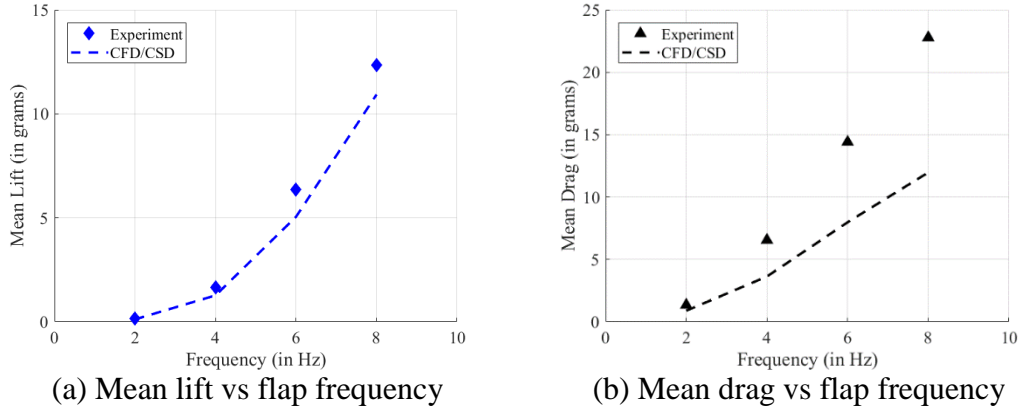 15
10
5
0
Mean Lift (in grams)
Experiment
CFD/CSD
0 2 4 6 8 10
Frequency (in Hz)
(a) Mean lift vs flap frequency
25
20
15
10
5
0
Mean Drag (in grams)
Experiment
CFD/CSD
0 2 4 6 8 10
Frequency (in Hz)
(b) Mean drag vs flap frequency